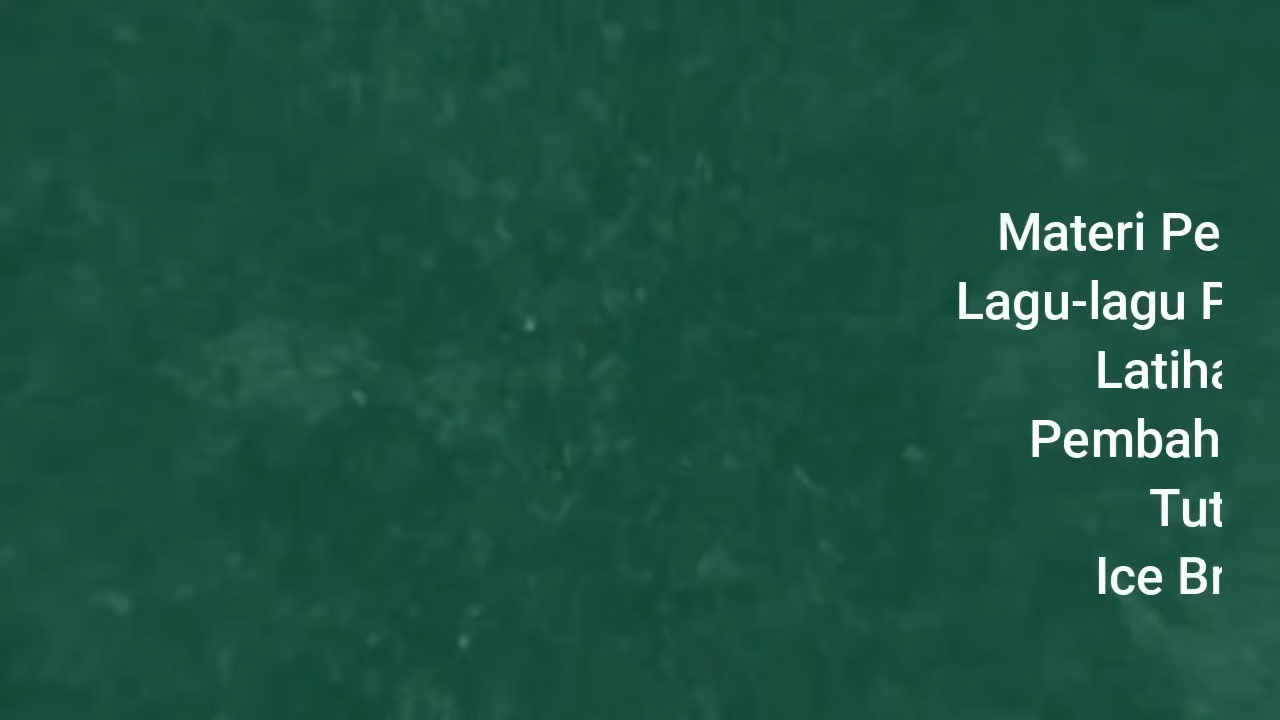 Materi Pe
Lagu-lagu P
Latiha
Pembah
Tut
Ice Br